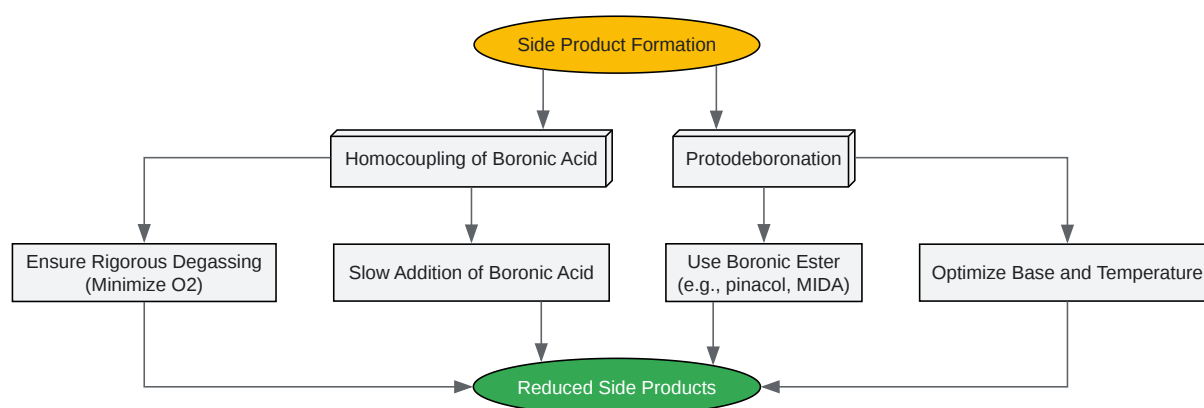 Side Product Formation
Homocoupling of Boronic Acid
Protodeboronation
Ensure Rigorous Degassing
(Minimize O2)
Slow Addition of Boronic Acid
Use Boronic Ester
(e.g., pinacol, MIDA)
Optimize Base and Temperature
Reduced Side Products